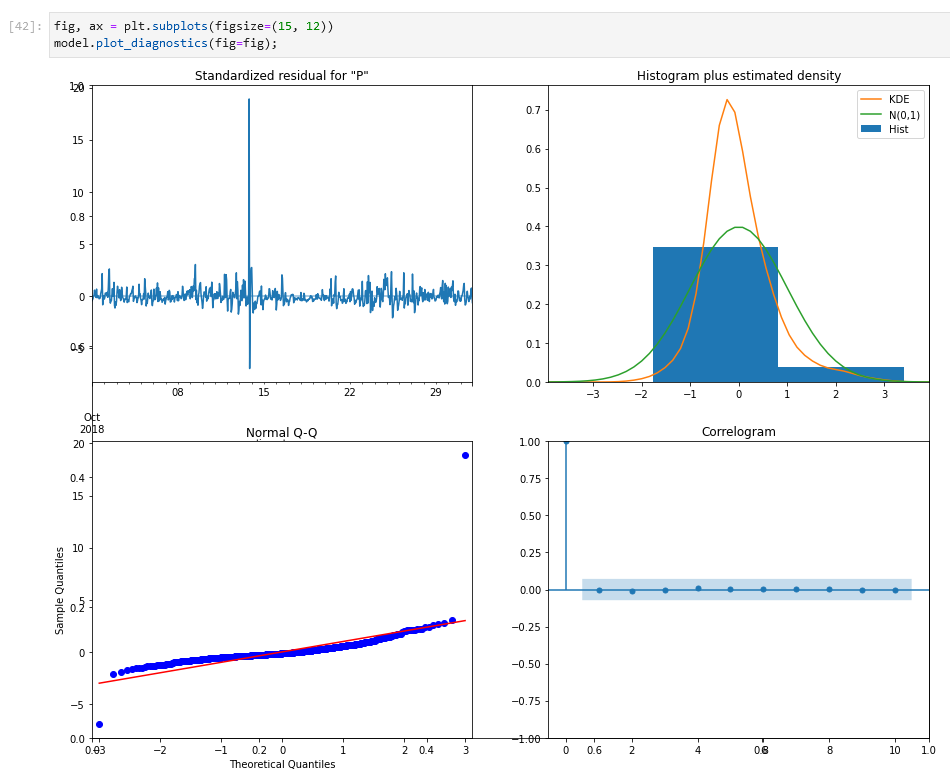 [42]: fig, ax = plt.subplots(figsize=(15, 12))
model.plot_diagnostics(fig=fig);
Standardized residual for "P"
1.0
20
15
10
0.8
5
0
0.6
−5
08 15 22 29
Oct
2018
Histogram plus estimated density
KDE
N(0,1)
Hist
0.7
0.6
0.5
0.4
0.3
0.2
0.1
0.0
−3 −2 −1 0 1 2 3
Normal Q-Q
20
0.4
15
10
5
0.2
0
−5
0.0
Sample Quantiles
0.0 −3 −2 −1 0.2 0 1 2 0.4 3
Theoretical Quantiles
Correlogram
1.00
0.75
0.50
0.25
0.00
−0.25
−0.50
−0.75
−1.00
0 0.6 2 4 6 0.8 8 10 1.0